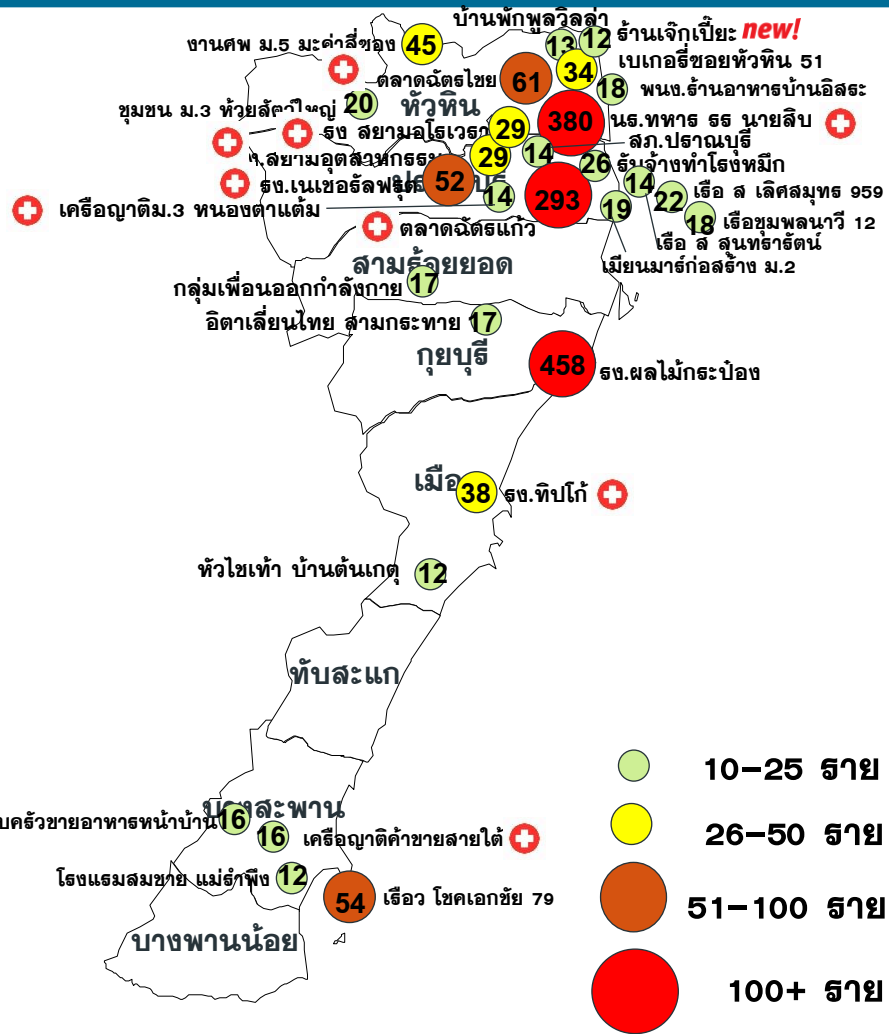 บ้านพักพูลวิลล่า
งานศพ ม.5 มะค่าสี่ซอง
45
13
12
ร้านเจ๊กเปี๊ยะ new!
เบเกอรี่ซอยหัวหิน 51
ตลาดฉัตรไชย
61
34
18
พนง.ร้านอาหารบ้านอิสระ
ชุมชน ม.3 ห้วยสัตว์ใหญ่
20
หัวหิน
380
นร.ทหาร รร นายสิบ
รง สยามอโรเวรา
29
สภ.ปราณบุรี
29
14
26
รับจ้างทำโรงหมึก
รง.เนเชอรัลฟรุต
52
14
293
14
22
เรือ ส เลิศสมุทร 959
เครือญาติม.3 หนองตาแต้ม
19
18
เรือชุมพลนาวี 12
ตลาดฉัตรแก้ว
เรือ ส สุนทรารัตน์
สามร้อยยอด
เมียนมาร์ก่อสร้าง ม.2
กลุ่มเพื่อนออกกำลังกาย
17
อิตาเลี่ยนไทย สามกระทาย
17
กุยบุรี
458
รง.ผลไม้กระป๋อง
เมือ
38
รง.ทิปโก้
หัวไชเท้า บ้านต้นเกตุ
12
ทับสะแก
10-25 ราย
บางสะพาน
บครัวขายอาหารหน้าบ้าน
16
16
เครือญาติค้าขายสายใต้
26-50 ราย
โรงแรมสมชาย แม่รำพึง
12
54
เรือว โชคเอกชัย 79
51-100 ราย
บางพานน้อย
100+ ราย